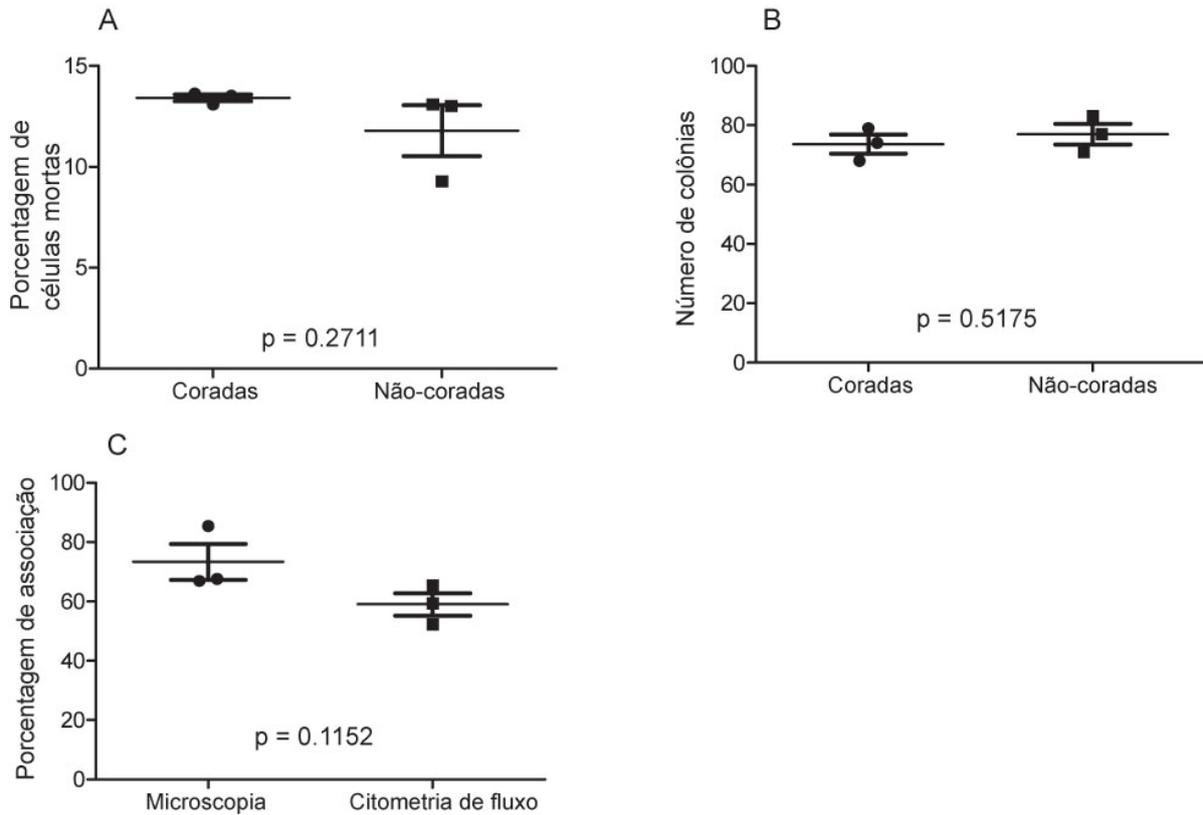 A
Porcentagem de
células mortas
15
10
5
0
p = 0.2711
Coradas
Não-coradas
B
Número de colônias
100
80
60
40
20
0
p = 0.5175
Coradas
Não-coradas
C
Porcentagem de associação
100
80
60
40
20
0
p = 0.1152
Microscopia
Citometria de fluxo